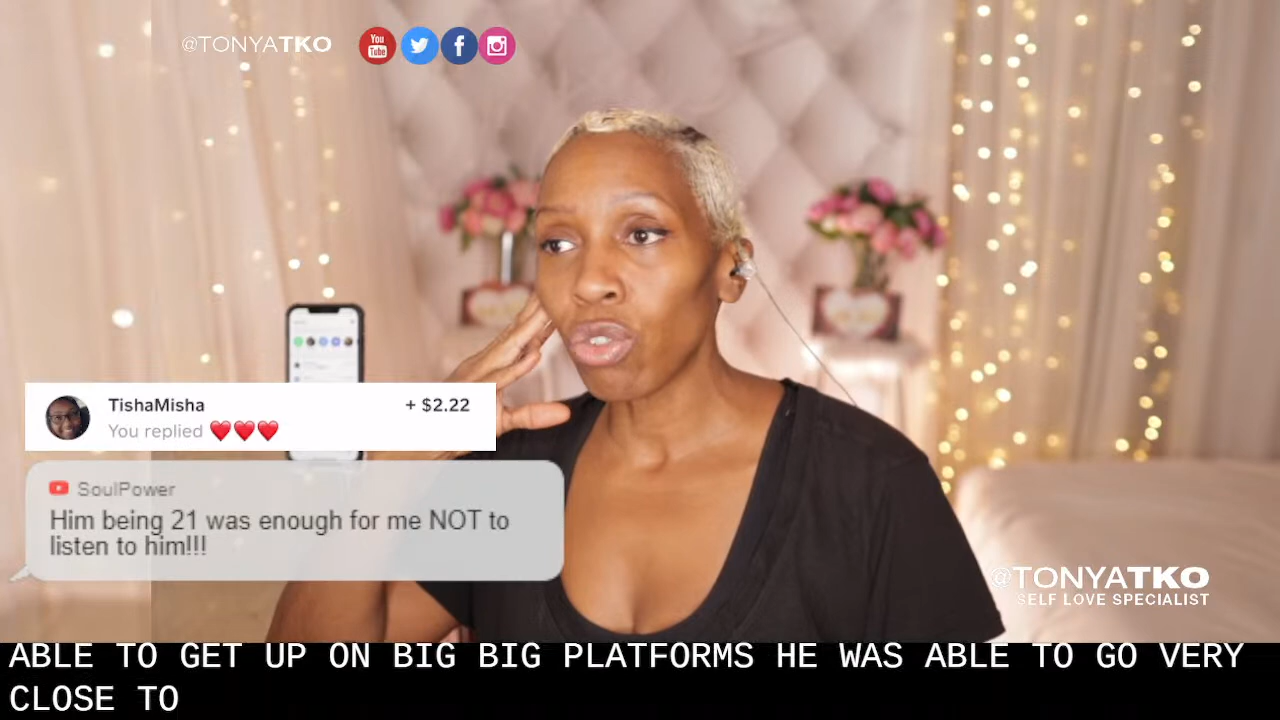 @TONYATKO
You Tube
TishaMisha + $2.22
You replied ❤️❤️❤️
SoulPower
Him being 21 was enough for me NOT to
listen to him!!!
@TONYATKO
SELF LOVE SPECIALIST
ABLE TO GET UP ON BIG BIG PLATFORMS HE WAS ABLE TO GO VERY
CLOSE TO